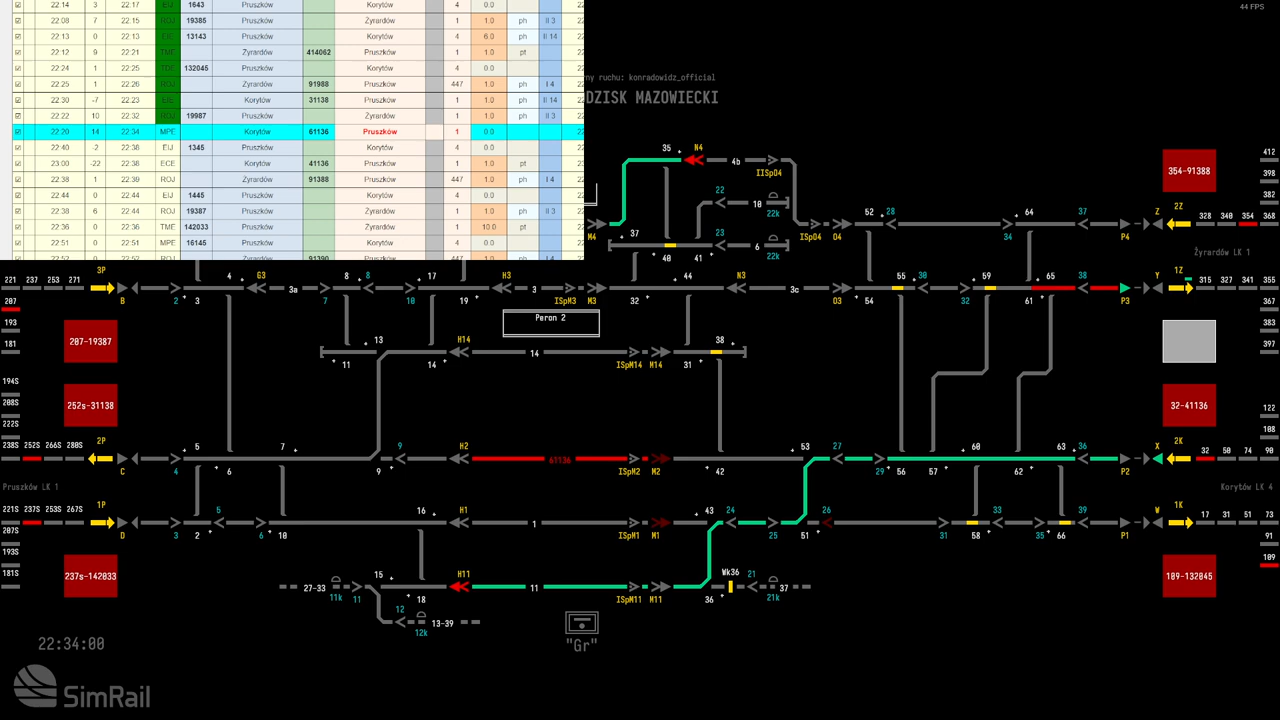 44 FPS
22:14 3 22:17 EIJ 1643 Pruszków Korytów 4 0.0
22:08 7 22:15 ROJ 19385 Pruszków Żyrardów 1 1.0 ph II 3
22:13 0 22:13 EIE 13143 Pruszków Korytów 4 6.0 ph II 14
22:12 9 22:21 TME Żyrardów 414062 Pruszków 1 1.0 pt
22:24 1 22:25 TDE 132045 Pruszków Korytów 4 0.0
22:25 1 22:26 ROJ Żyrardów 91988 Pruszków 447 1.0 ph I 4
22:30 -7 22:23 EIE Korytów 31138 Pruszków 1 1.0 ph II 14
22:22 10 22:32 ROJ 19987 Pruszków Żyrardów 1 1.0 ph II 3
22:20 14 22:34 MPE Korytów 61136 Pruszków 1 0.0
22:40 -2 22:38 EIJ 1345 Pruszków Korytów 4 0.0
23:00 -22 22:38 ECE Korytów 41136 Pruszków 1 1.0 pt
22:38 1 22:39 ROJ Żyrardów 91388 Pruszków 447 1.0 ph I 4
22:44 0 22:44 EIJ 1445 Pruszków Korytów 4 0.0
22:38 6 22:44 ROJ 19387 Pruszków Żyrardów 1 1.0 ph II 3
22:36 0 22:36 TME 142033 Pruszków Korytów 1 10.0 pt
22:51 0 22:51 MPE 16145 Pruszków Korytów 4 0.0
ny ruchu: konradowidz_official
DZISK MAZOWIECKI
35 N4 4b IISpO4 412 398 382
354-91388
22 10 22k
M4 37 23 6 22k ISpO4 O4 52 28 34 64 37 P4 Z 2Z 328 340 354 368
40 41
Żyrardów LK 1
221 237 253 271 3P B 2 3 4 G3 3a 7 8 8 10 17 19 H3 3 ISpM3 M3 32 44 N3 3c O3 54 55 30 32 59 61 65 38 P3 Y 1Z 315 327 341 355
207 193 181
367 383 397
Peron 2
207-19387
11 13 14 H14 14 ISpM14 M14 31 38
194S 208S 222S
252s-31138
32-41136
122 108
238S 252S 266S 280S 2P C 4 5 6 7 9 9 H2 61136 ISpM2 M2 42 53 27 29 56 57 60 62 63 36 P2 X 2K 32 50 74 90
Pruszków LK 1
Korytów LK 4
221S 237S 253S 267S 1P D 3 2 5 6 10 16 H1 1 ISpM1 M1 43 24 25 51 26 31 58 33 35 66 39 P1 W 1K 17 31 51 73
207S 193S 181S
91 109
237s-142033
109-132045
27-33 11k 11 15 18 H11 11 ISpM11 M11 36 Wk36 21 21k 37
12 12k 13-39
"Gr"
22:34:00
SimRail